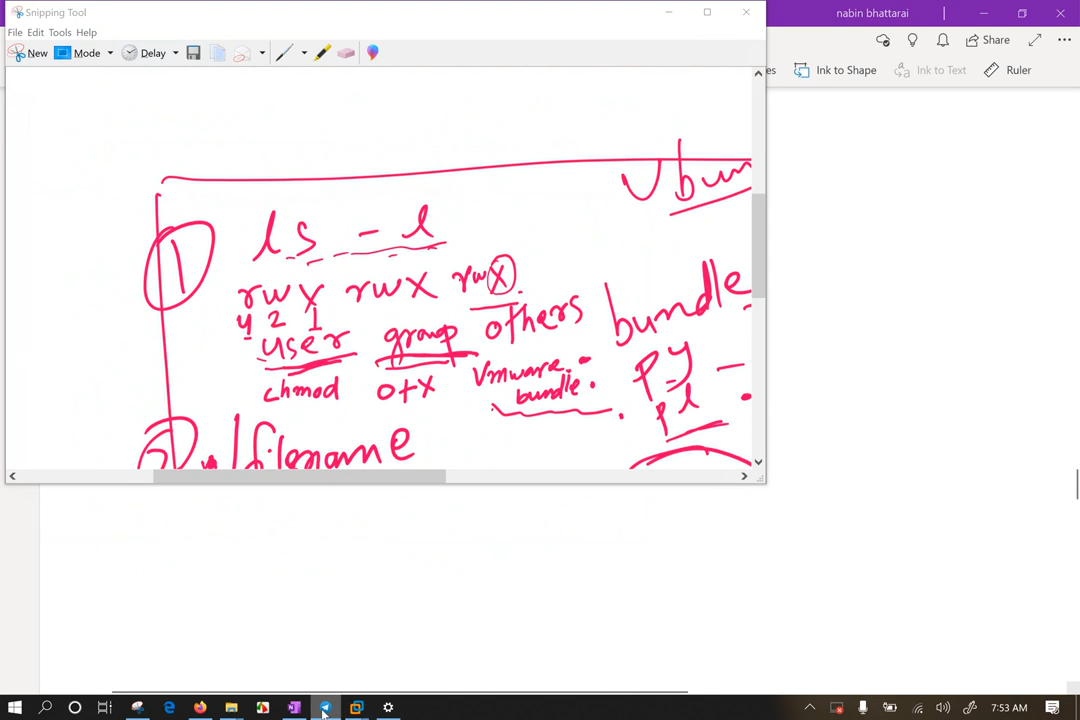 Snipping Tool
nabin bhattarai
File Edit Tools Help
Share
New Mode Delay
es Ink to Shape Ink to Text Ruler
Ubun
① ls - l
rwx rwx rwx
4 2 1
user group others
bundle
chmod o+x vmware.
bundle.
py -
pl
./filename
7:53 AM